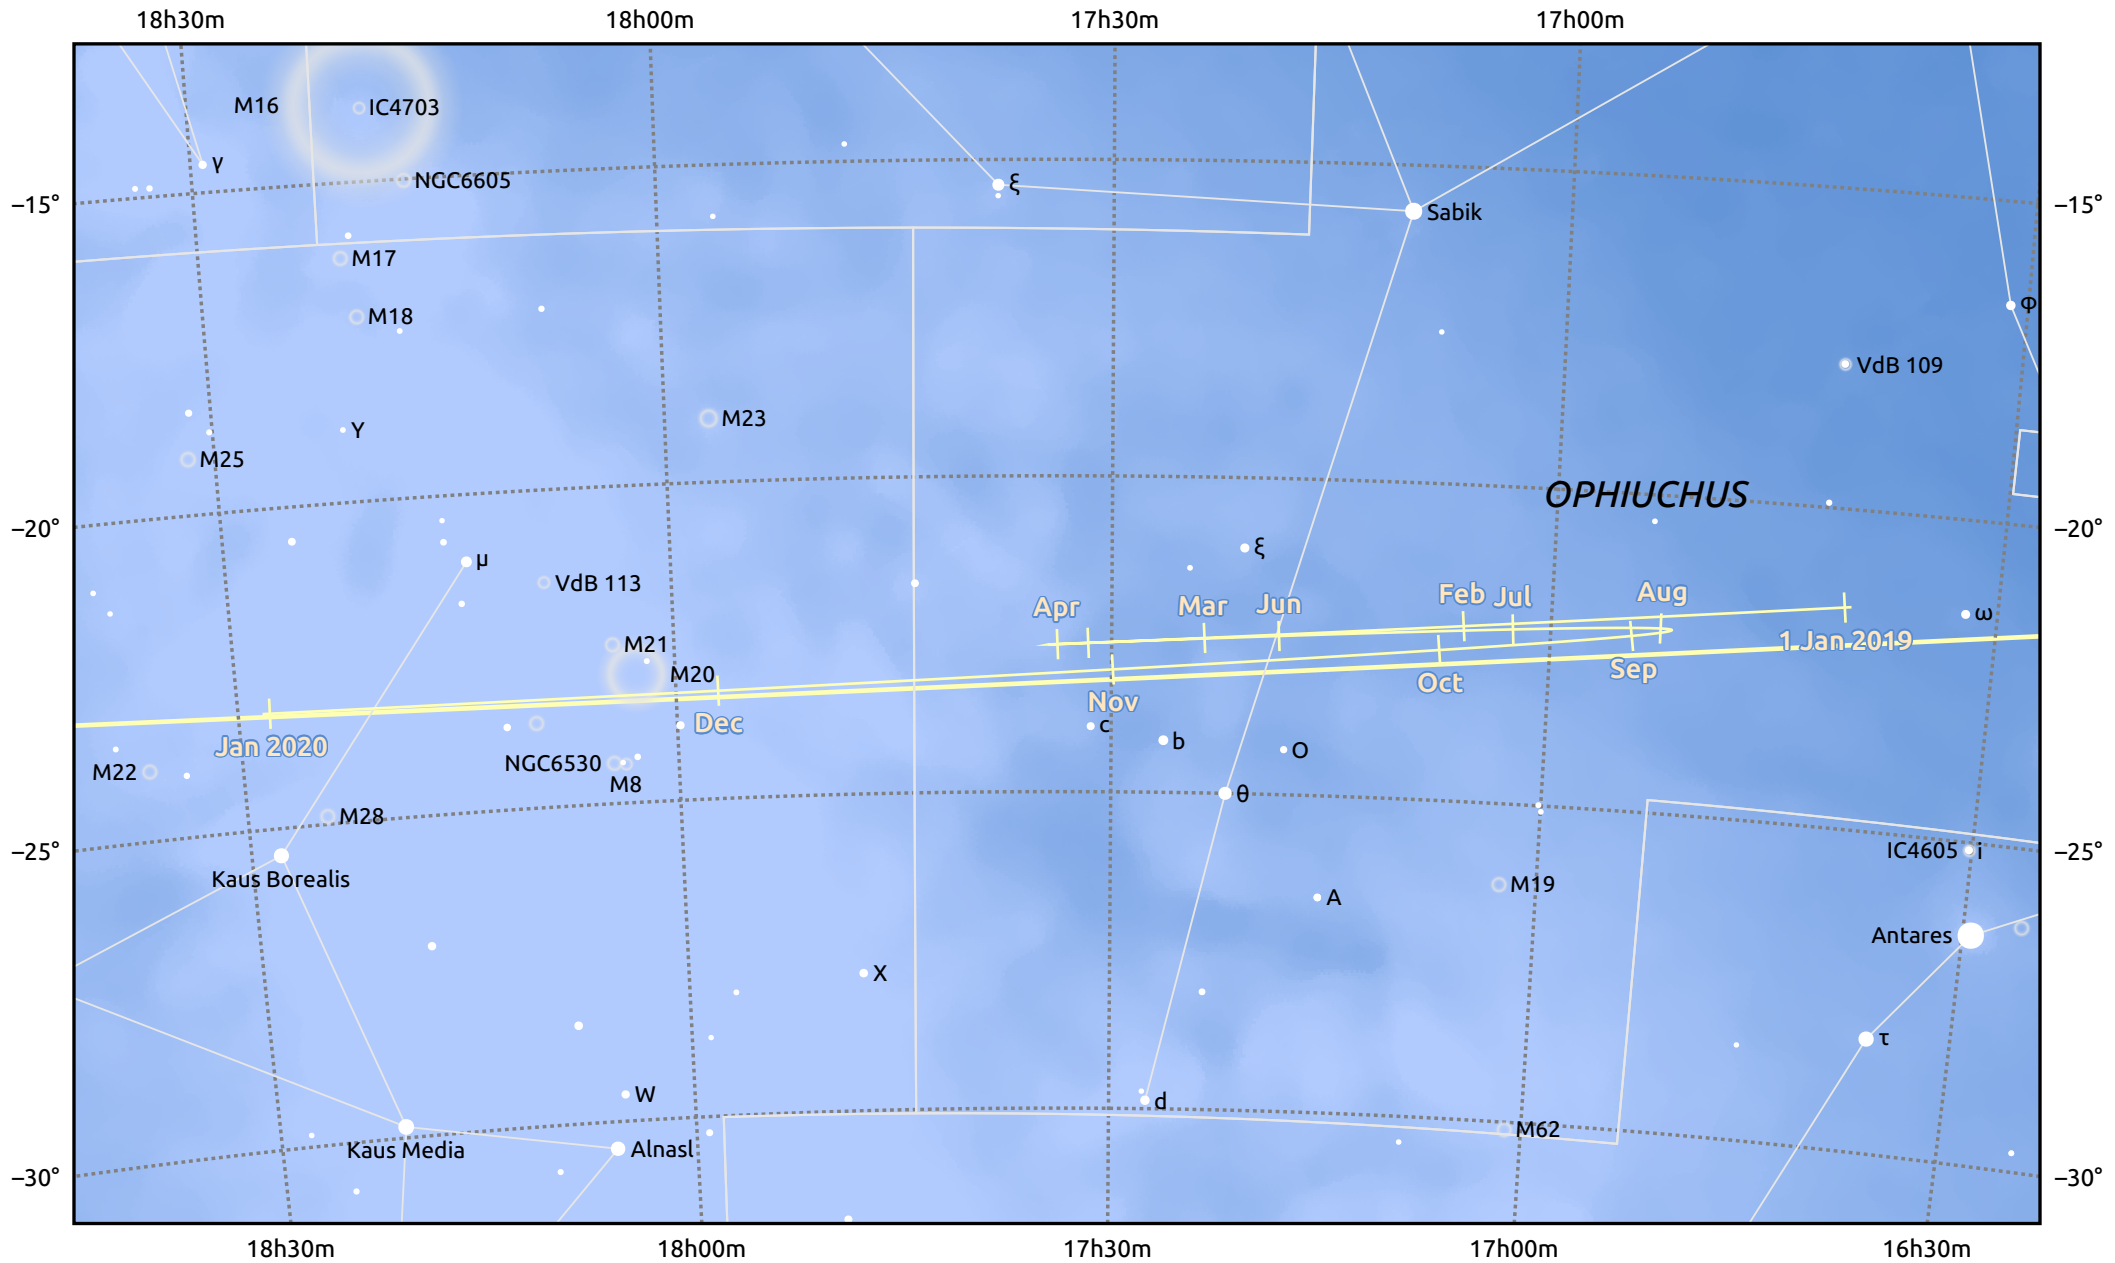 18h30m 18h00m 17h30m 17h00m
M16 IC4703
γ NGC6605 ξ
−15° Sabik −15°
M17
φ
M18
VdB 109
M23
Y
M25
OPHIUCHUS
−20° −20°
ξ
μ VdB 113
Apr Mar Jun Feb Jul Aug
ω
M21 1 Jan 2019
M20 Sep
Oct
Nov
Dec c
b
Jan 2020 O
NGC6530
M22 M8
θ
M28
−25° IC4605 i −25°
Kaus Borealis M19
A
Antares
X
τ
W d
M62
Kaus Media Alnasl
−30° −30°
18h30m 18h00m 17h30m 17h00m 16h30m